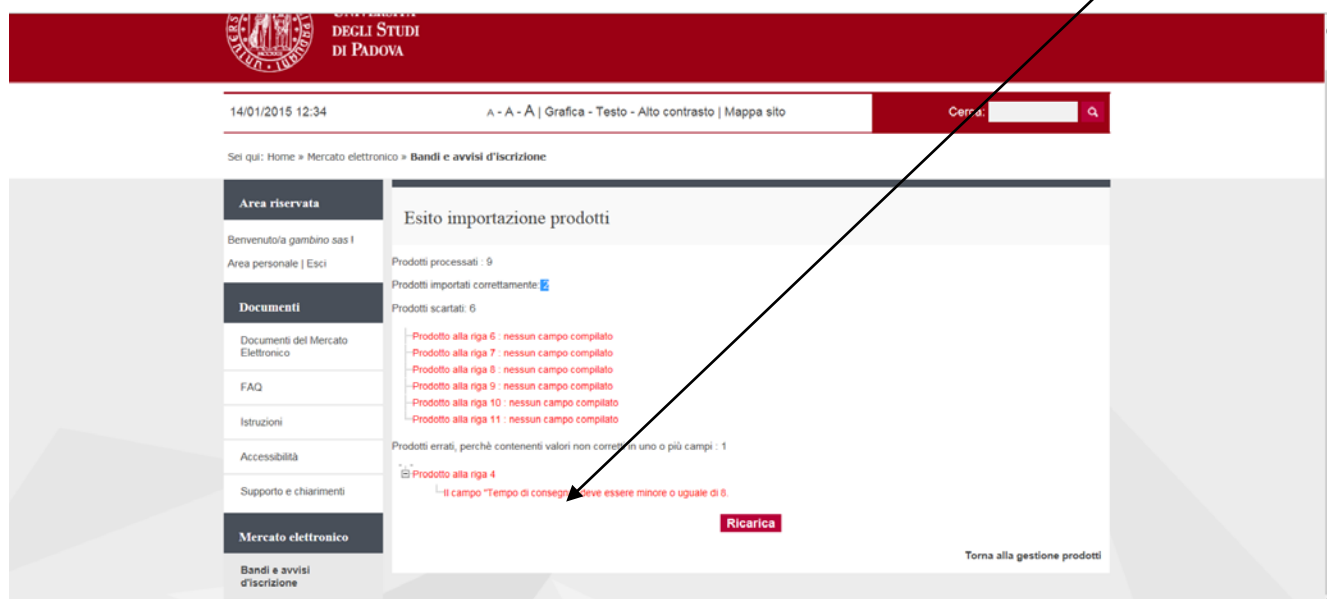 DEGLI STUDI
DI PADOVA
14/01/2015 12:34
A - A - A | Grafica - Testo - Alto contrasto | Mappa sito
Cerca:
Sei qui: Home » Mercato elettronico » Bandi e avvisi d'iscrizione
Area riservata
Benvenuto/a gambino sas !
Area personale | Esci
Documenti
Documenti del Mercato
Elettronico
FAQ
Istruzioni
Accessibilità
Supporto e chiarimenti
Mercato elettronico
Bandi e avvisi
d'iscrizione
Esito importazione prodotti
Prodotti processati : 9
Prodotti importati correttamente: 2
Prodotti scartati: 6
Prodotto alla riga 6 : nessun campo compilato
Prodotto alla riga 7 : nessun campo compilato
Prodotto alla riga 8 : nessun campo compilato
Prodotto alla riga 9 : nessun campo compilato
Prodotto alla riga 10 : nessun campo compilato
Prodotto alla riga 11 : nessun campo compilato
Prodotti errati, perchè contenenti valori non corretti in uno o più campi : 1
Prodotto alla riga 4
Il campo "Tempo di consegna" deve essere minore o uguale di 8.
Ricarica
Torna alla gestione prodotti